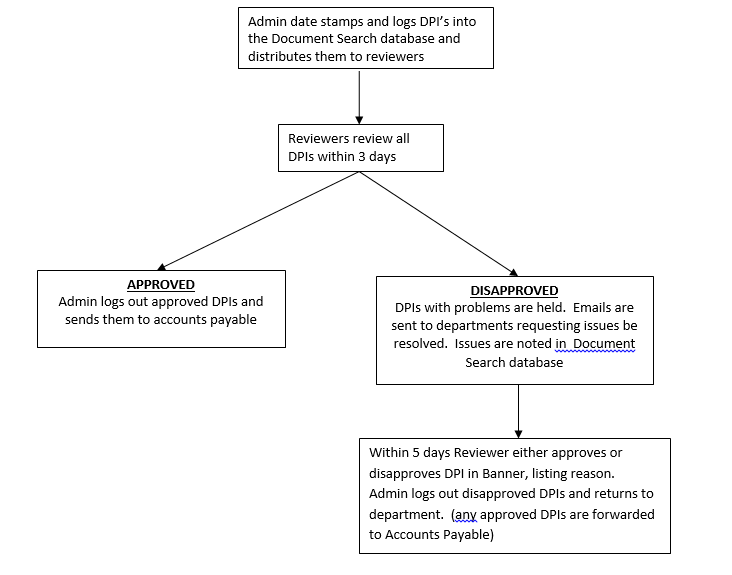 Admin date stamps and logs DPI's into
the Document Search database and
distributes them to reviewers
Reviewers review all
DPIs within 3 days
APPROVED
Admin logs out approved DPIs and
sends them to accounts payable
DISAPPROVED
DPIs with problems are held.  Emails are
sent to departments requesting issues be
resolved.  Issues are noted in  Document
Search database
Within 5 days Reviewer either approves or
disapproves DPI in Banner, listing reason.
Admin logs out disapproved DPIs and returns to
department.  (any approved DPIs are forwarded
to Accounts Payable)